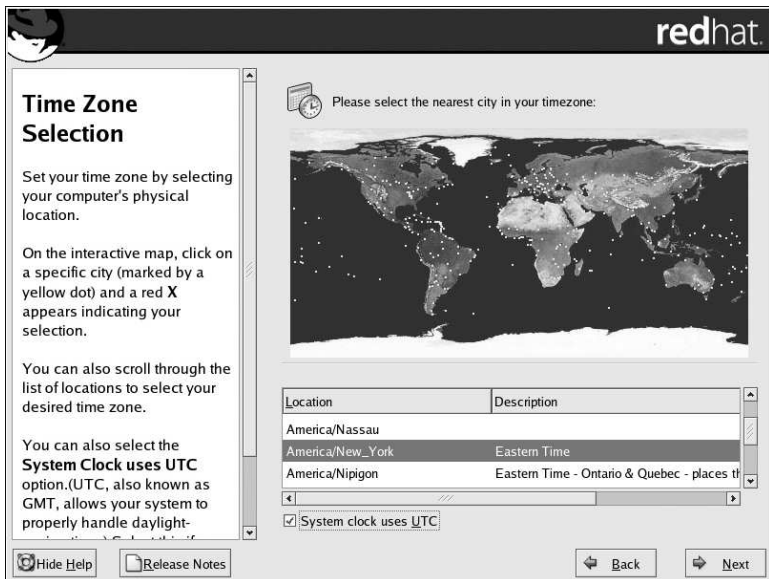 redhat.
Time Zone
Selection
Set your time zone by selecting
your computer's physical
location.
On the interactive map, click on
a specific city (marked by a
yellow dot) and a red X
appears indicating your
selection.
You can also scroll through the
list of locations to select your
desired time zone.
You can also select the
System Clock uses UTC
option.(UTC, also known as
GMT, allows your system to
properly handle daylight-
Please select the nearest city in your timezone:
Location Description
America/Nassau
America/New_York Eastern Time
America/Nipigon Eastern Time - Ontario & Quebec - places th
System clock uses UTC
Hide Help Release Notes Back Next